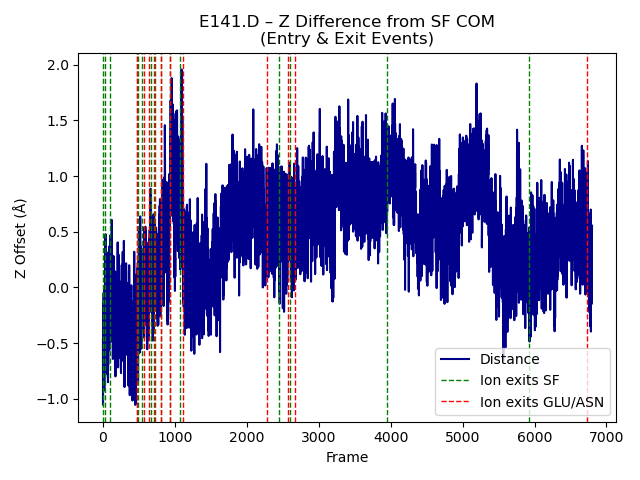 E141.D – Z Difference from SF COM
(Entry & Exit Events)
2.0
1.5
1.0
0.5
0.0
−0.5
−1.0
Z Offset (Å)
0
1000
2000
3000
4000
5000
6000
7000
Frame
Distance
Ion exits SF
Ion exits GLU/ASN